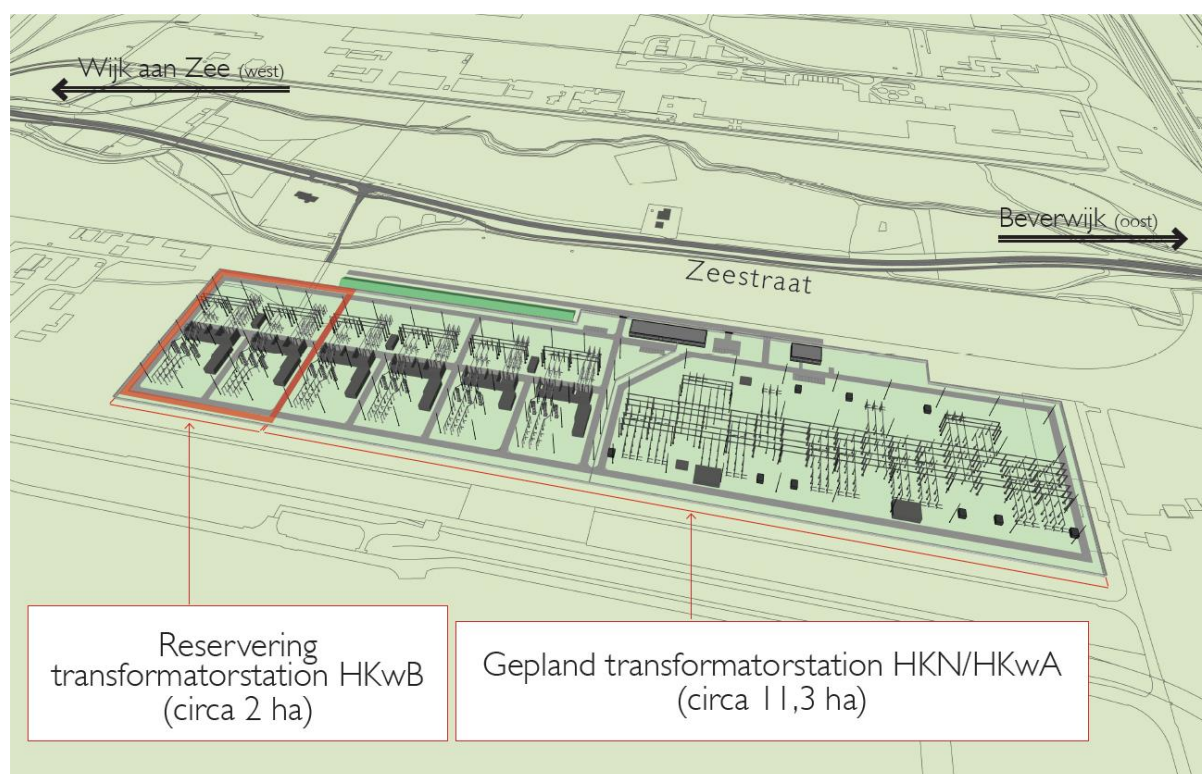 Wijk aan Zee (west)
Beverwijk (oost)
Zeestraat
Reservering
transformatorstation HKwB
(circa 2 ha)
Gepland transformatorstation HKN/HKwA
(circa 11,3 ha)